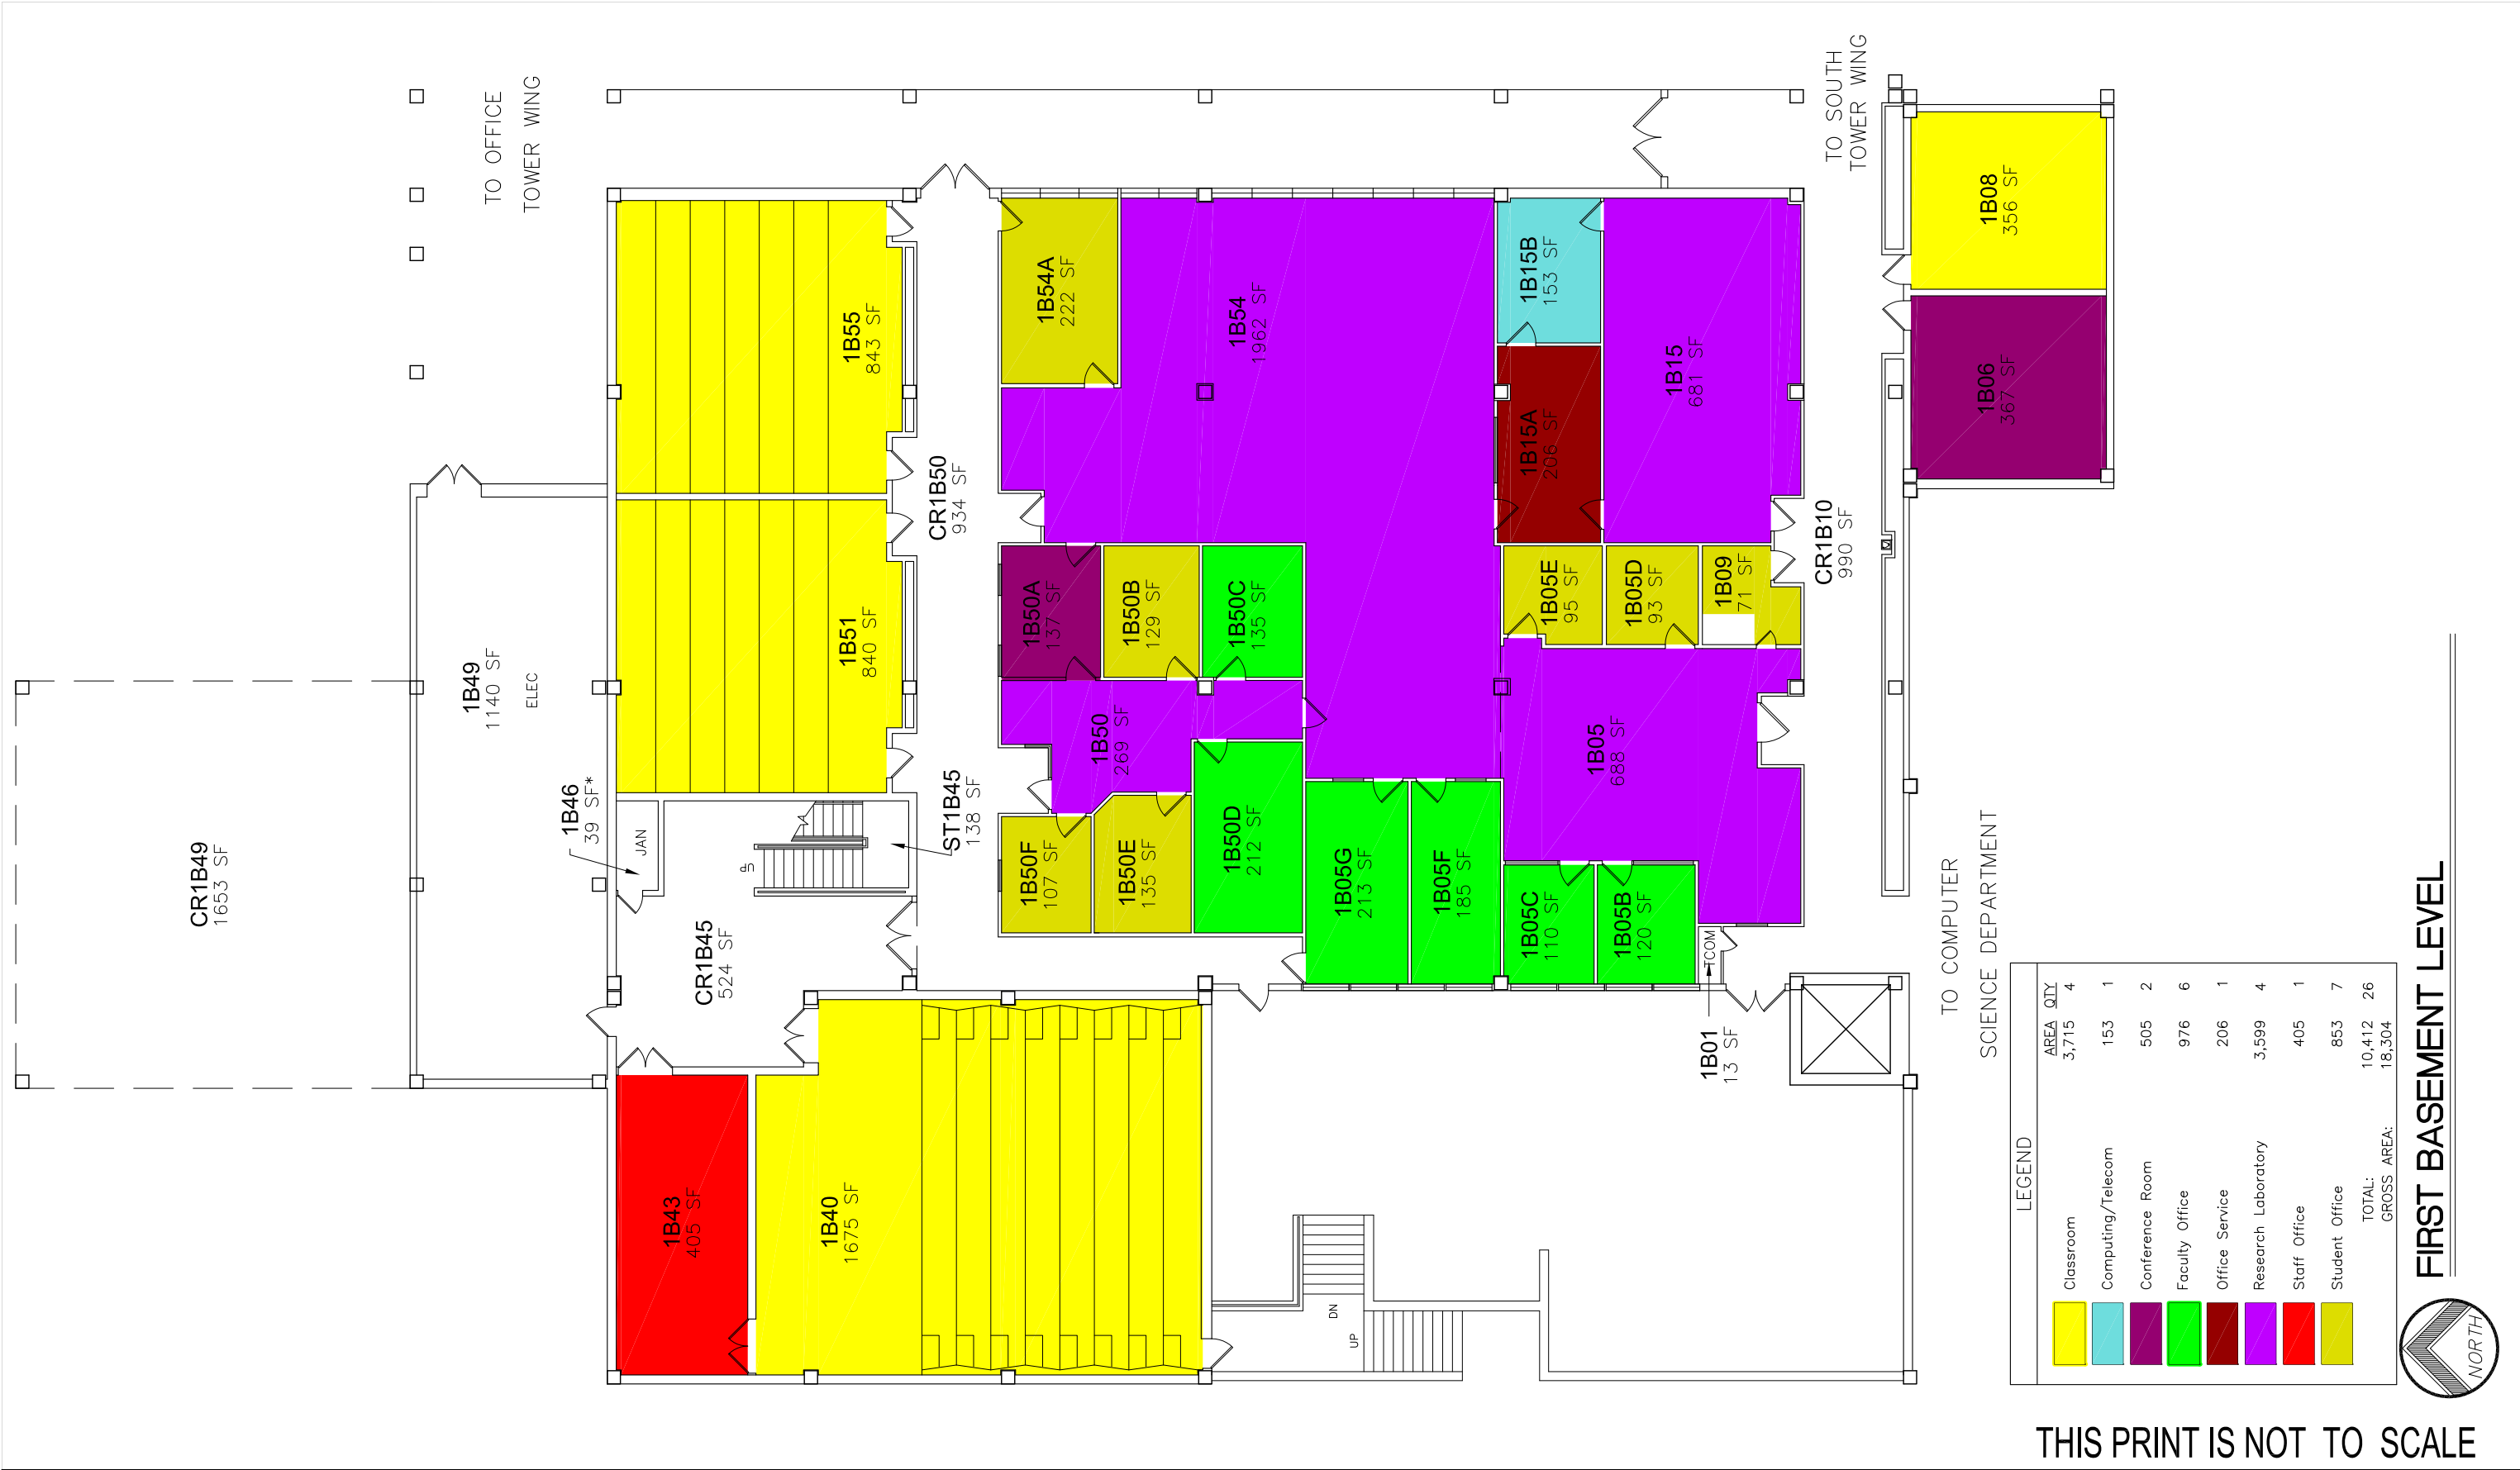 TO OFFICE
TOWER WING
TO SOUTH
TOWER WING
CR1B49
1653 SF
1B49
1140 SF
ELEC
1B46
39 SF*
JAN
1B55
843 SF
1B51
840 SF
CR1B50
934 SF
ST1B45
138 SF
UP
CR1B45
524 SF
1B43
405 SF
1B40
1675 SF
1B54A
222 SF
1B54
1962 SF
1B50A
137 SF
1B50B
129 SF
1B50C
135 SF
1B50
269 SF
1B50F
107 SF
1B50E
135 SF
1B50D
212 SF
1B15B
153 SF
1B15A
206 SF
1B15
681 SF
1B05E
95 SF
1B05D
93 SF
1B09
71 SF
1B05
688 SF
1B05G
213 SF
1B05F
185 SF
1B05C
110 SF
1B05B
120 SF
TCOM
1B01
13 SF
CR1B10
990 SF
1B08
356 SF
1B06
367 SF
DN
UP
TO COMPUTER
SCIENCE DEPARTMENT
LEGEND
AREA QTY
Classroom 3,715 4
Computing/Telecom 153 1
Conference Room 505 2
Faculty Office 976 6
Office Service 206 1
Research Laboratory 3,599 4
Staff Office 405 1
Student Office 853 7
TOTAL: 10,412 26
GROSS AREA: 18,304
FIRST BASEMENT LEVEL
NORTH
THIS PRINT IS NOT TO SCALE